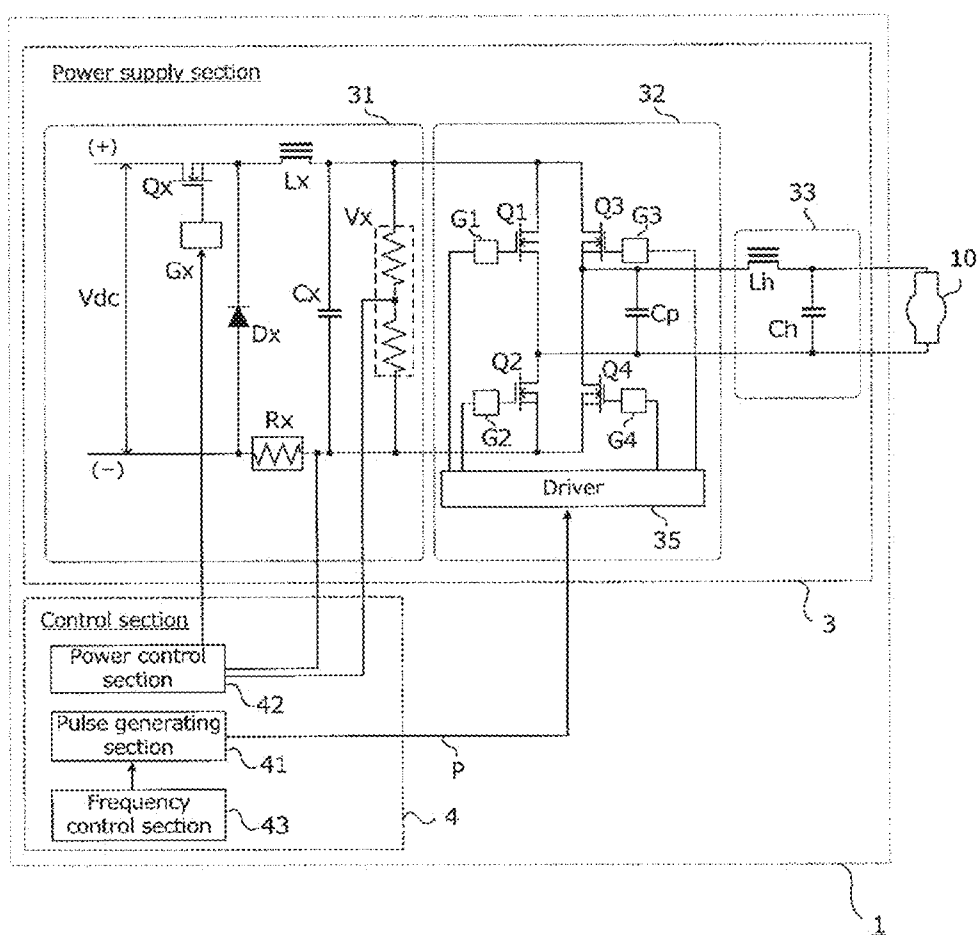 Power supply section
31
32
33
(+)
Qx
Lx
Gx
Vx
Vdc
Dx
Cx
Rx
(-)
G1
Q1
Q3
G3
Cp
Lh
Ch
10
Q2
Q4
G2
G4
Driver
35
3
Control section
Power control
section
42
Pulse generating
section
41
P
Frequency
control section
43
4
1